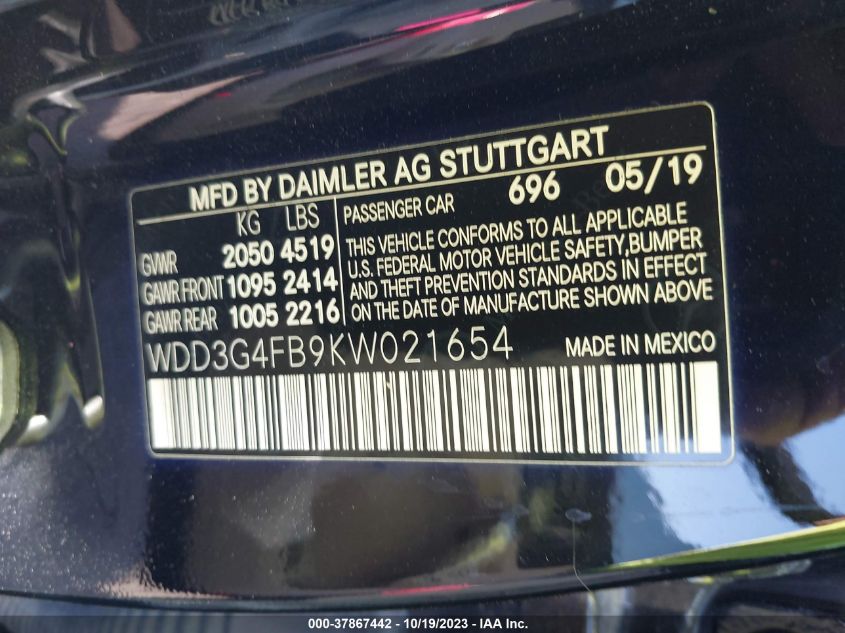 MFD BY DAIMLER AG STUTTGART
KG LBS
GVWR 2050 4519
GAWR FRONT 1095 2414
GAWR REAR 1005 2216
PASSENGER CAR 696 05/19
THIS VEHICLE CONFORMS TO ALL APPLICABLE
U.S. FEDERAL MOTOR VEHICLE SAFETY,BUMPER
AND THEFT PREVENTION STANDARDS IN EFFECT
ON THE DATE OF MANUFACTURE SHOWN ABOVE
WDD3G4FB9KW021654 MADE IN MEXICO
000-37867442 - 10/19/2023 - IAA Inc.